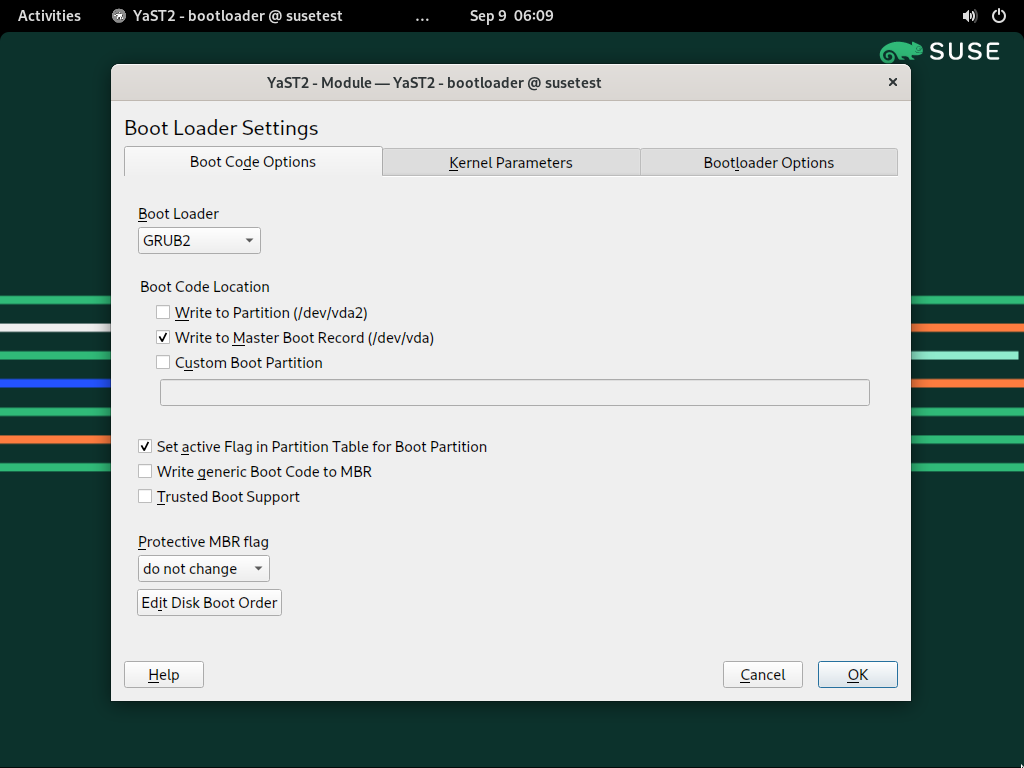 Activities YaST2 - bootloader @ susetest ... Sep 9 06:09
SUSE
YaST2 - Module — YaST2 - bootloader @ susetest ×
Boot Loader Settings
Boot Code Options Kernel Parameters Bootloader Options
Boot Loader
GRUB2
Boot Code Location
Write to Partition (/dev/vda2)
Write to Master Boot Record (/dev/vda)
Custom Boot Partition
Set active Flag in Partition Table for Boot Partition
Write generic Boot Code to MBR
Trusted Boot Support
Protective MBR flag
do not change
Edit Disk Boot Order
Help Cancel OK